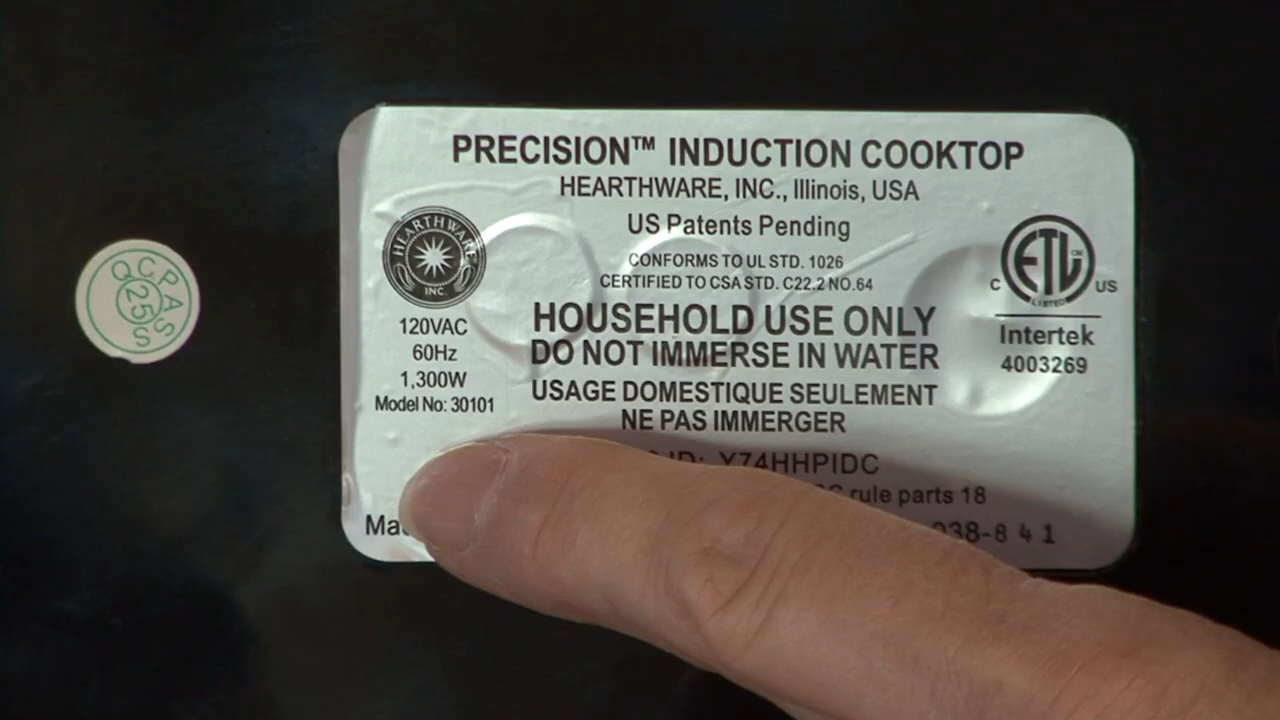 QC PASS
25
PRECISION™ INDUCTION COOKTOP
HEARTHWARE, INC., Illinois, USA
US Patents Pending
CONFORMS TO UL STD. 1026
CERTIFIED TO CSA STD. C22.2 NO.64
HOUSEHOLD USE ONLY
DO NOT IMMERSE IN WATER
USAGE DOMESTIQUE SEULEMENT
NE PAS IMMERGER
ID: Y74HHPIDC
rule parts 18
038-8 4 1
HEARTHWARE
INC.
120VAC
60Hz
1,300W
Model No: 30101
ETL CM
LISTED
C US
Intertek
4003269